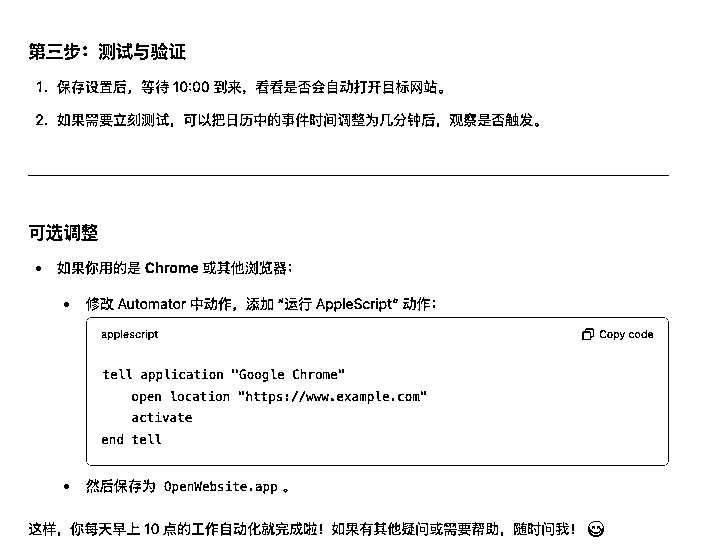 第三步：测试与验证
1. 保存设置后，等待 10:00 到来，看看是否会自动打开目标网站。
2. 如果需要立刻测试，可以把日历中的事件时间调整为几分钟后，观察是否触发。
可选调整
• 如果你用的是 Chrome 或其他浏览器：
• 修改 Automator 中动作，添加 “运行 AppleScript” 动作：
applescript Copy code
tell application "Google Chrome"
    open location "https://www.example.com"
    activate
end tell
• 然后保存为 OpenWebsite.app 。
这样，你每天早上 10 点的工作自动化就完成啦！如果有其他疑问或需要帮助，随时问我！ 😄